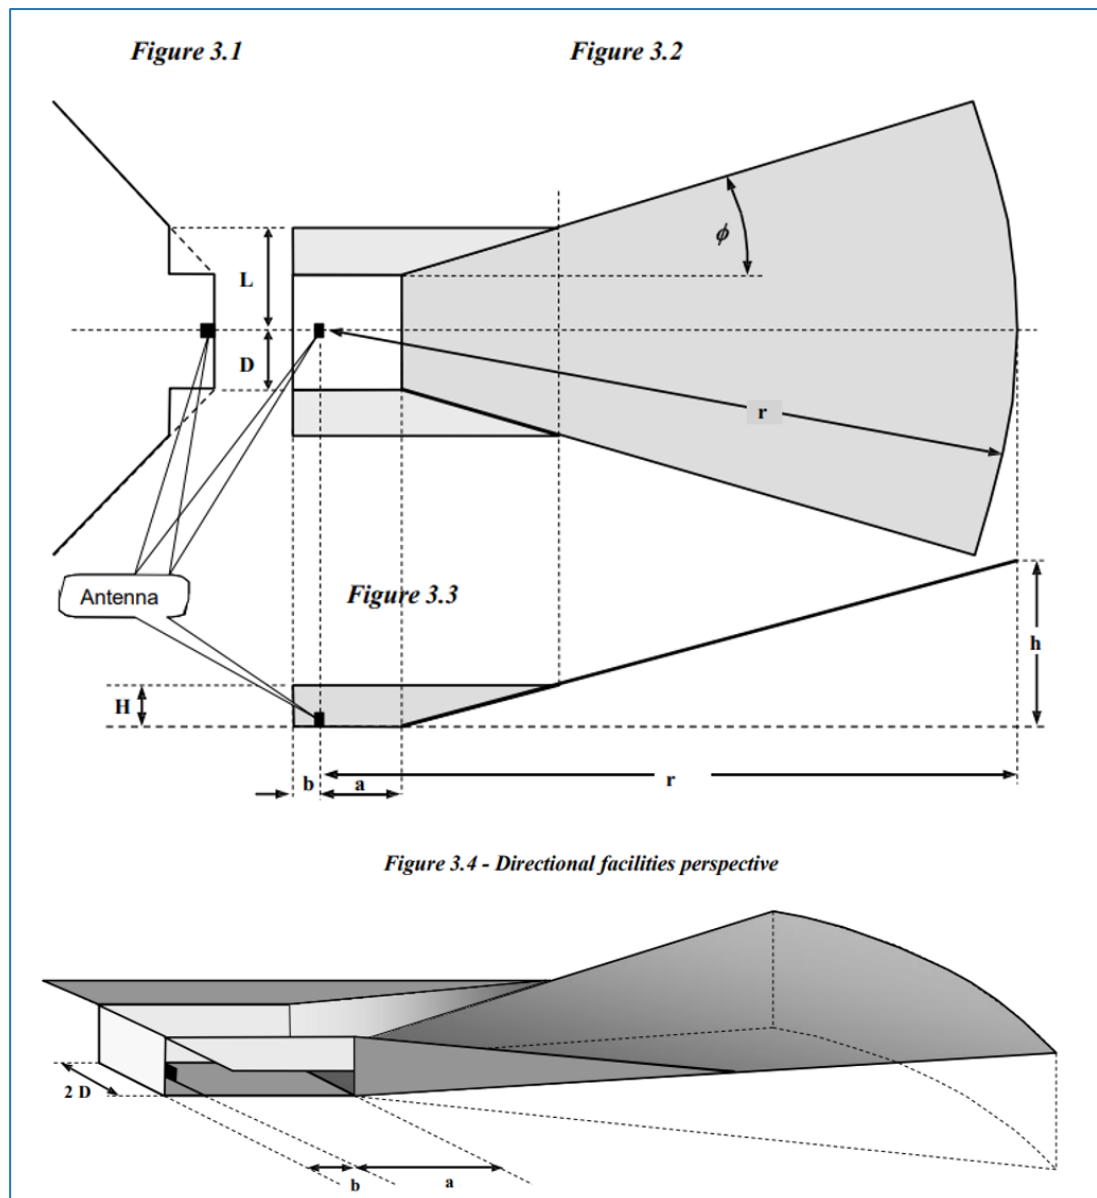 Figure 3.1
Figure 3.2
ϕ
L
D
r
Antenna
Figure 3.3
h
H
b
a
r
Figure 3.4 - Directional facilities perspective
2 D
b
a